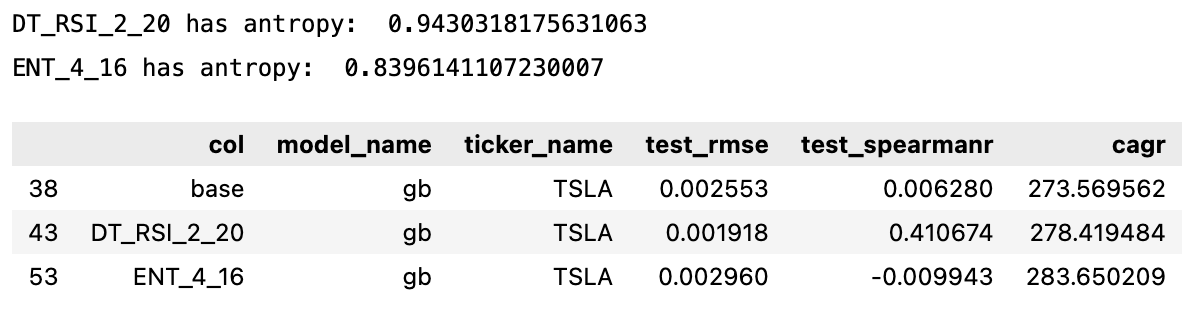 DT_RSI_2_20 has antropy:  0.9430318175631063
ENT_4_16 has antropy:  0.8396141107230007
col model_name ticker_name test_rmse test_spearmanr cagr
38 base gb TSLA 0.002553 0.006280 273.569562
43 DT_RSI_2_20 gb TSLA 0.001918 0.410674 278.419484
53 ENT_4_16 gb TSLA 0.002960 -0.009943 283.650209